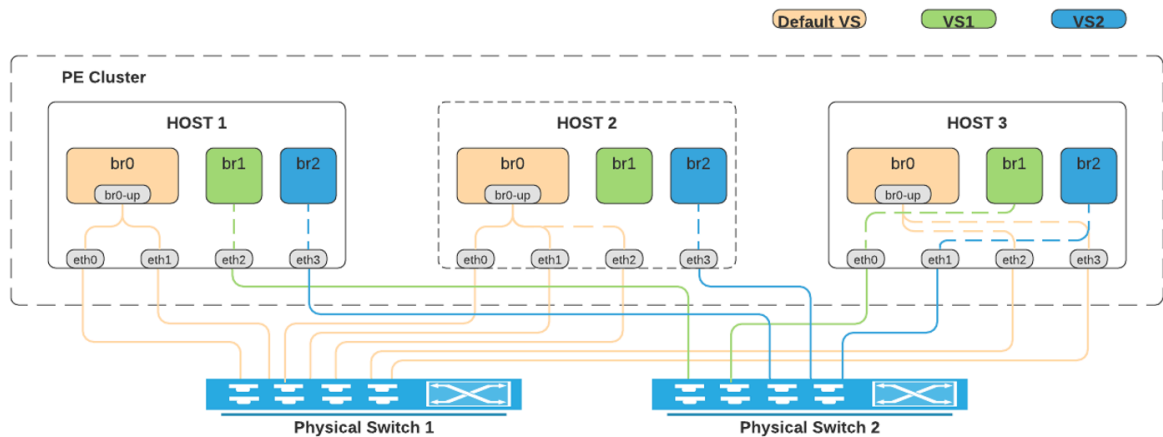 Default VS
VS1
VS2
PE Cluster
HOST 1
HOST 2
HOST 3
br0
br1
br2
br0
br1
br2
br0
br1
br2
br0-up
br0-up
br0-up
eth0
eth1
eth2
eth3
eth0
eth1
eth2
eth3
eth0
eth1
eth2
eth3
Physical Switch 1
Physical Switch 2